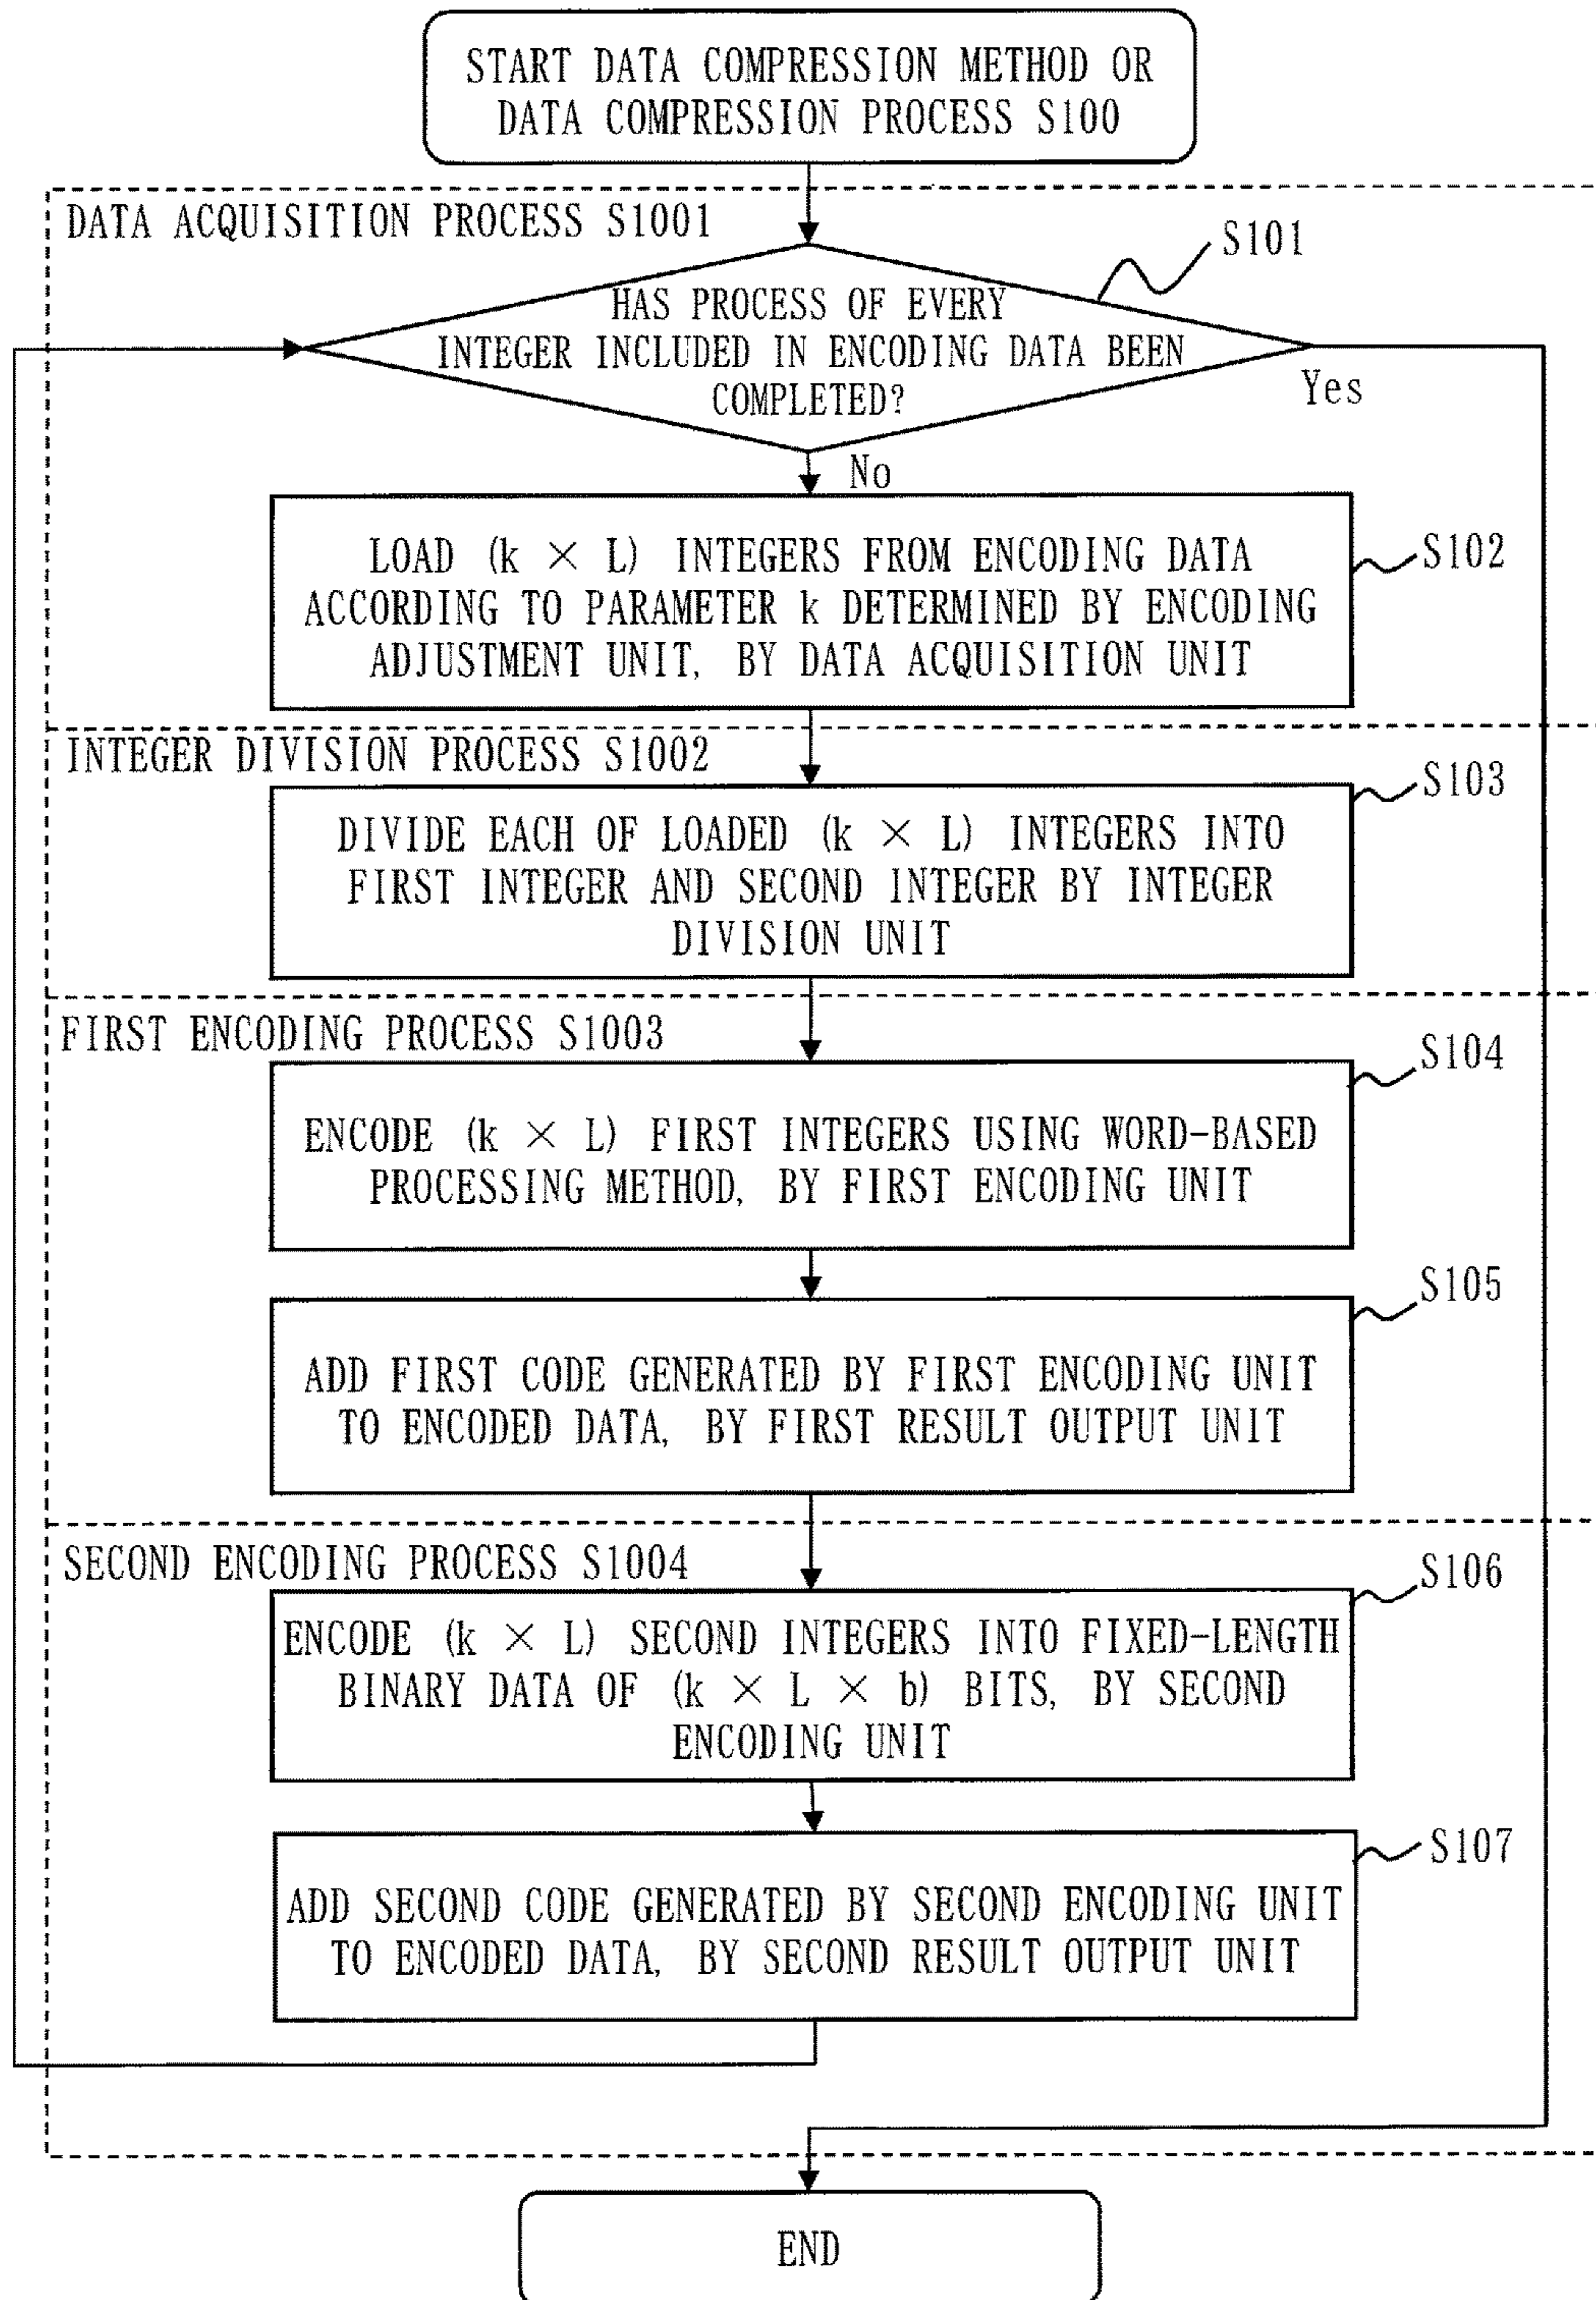 START DATA COMPRESSION METHOD OR
DATA COMPRESSION PROCESS S100
DATA ACQUISITION PROCESS S1001
S101
HAS PROCESS OF EVERY
INTEGER INCLUDED IN ENCODING DATA BEEN
COMPLETED?
Yes
No
LOAD (k × L) INTEGERS FROM ENCODING DATA
ACCORDING TO PARAMETER k DETERMINED BY ENCODING
ADJUSTMENT UNIT, BY DATA ACQUISITION UNIT
S102
INTEGER DIVISION PROCESS S1002
S103
DIVIDE EACH OF LOADED (k × L) INTEGERS INTO
FIRST INTEGER AND SECOND INTEGER BY INTEGER
DIVISION UNIT
FIRST ENCODING PROCESS S1003
S104
ENCODE (k × L) FIRST INTEGERS USING WORD-BASED
PROCESSING METHOD, BY FIRST ENCODING UNIT
S105
ADD FIRST CODE GENERATED BY FIRST ENCODING UNIT
TO ENCODED DATA, BY FIRST RESULT OUTPUT UNIT
SECOND ENCODING PROCESS S1004
S106
ENCODE (k × L) SECOND INTEGERS INTO FIXED-LENGTH
BINARY DATA OF (k × L × b) BITS, BY SECOND
ENCODING UNIT
S107
ADD SECOND CODE GENERATED BY SECOND ENCODING UNIT
TO ENCODED DATA, BY SECOND RESULT OUTPUT UNIT
END